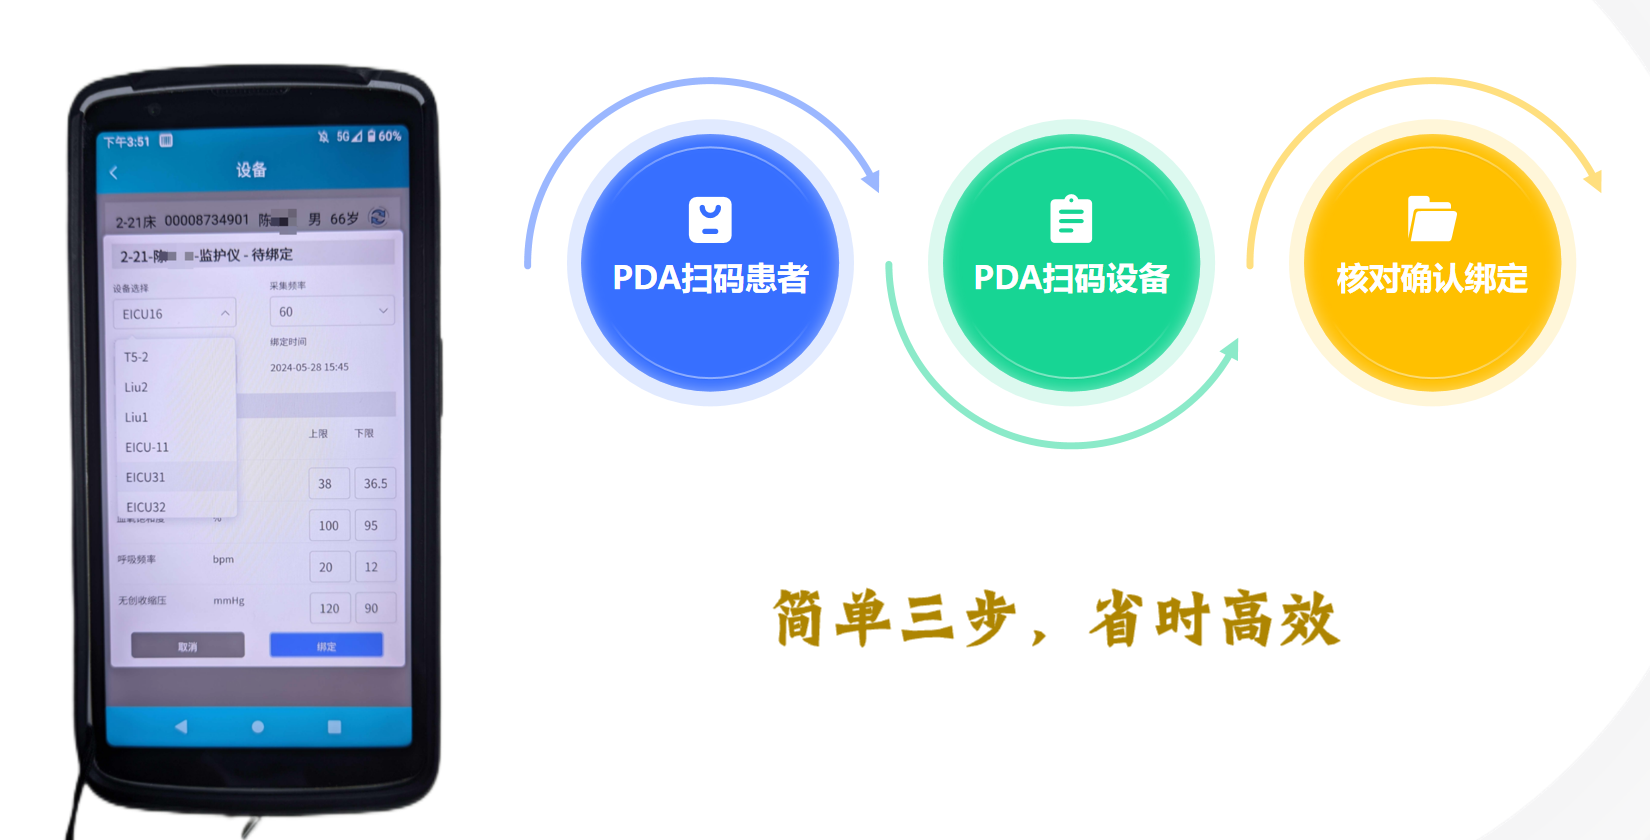 下午3:51
5G
60%
设备
2-21床 00008734901 陈 男 66岁
2-21-陈 -监护仪 - 待绑定
设备选择
采集频率
EICU16
60
绑定时间
2024-05-28 15:45
T5-2
Liu2
Liu1
EICU-11
EICU31
EICU32
上限 下限
38 36.5
血氧饱和度 % 100 95
呼吸频率 bpm 20 12
无创收缩压 mmHg 120 90
取消
绑定
PDA扫码患者
PDA扫码设备
核对确认绑定
简单三步，省时高效